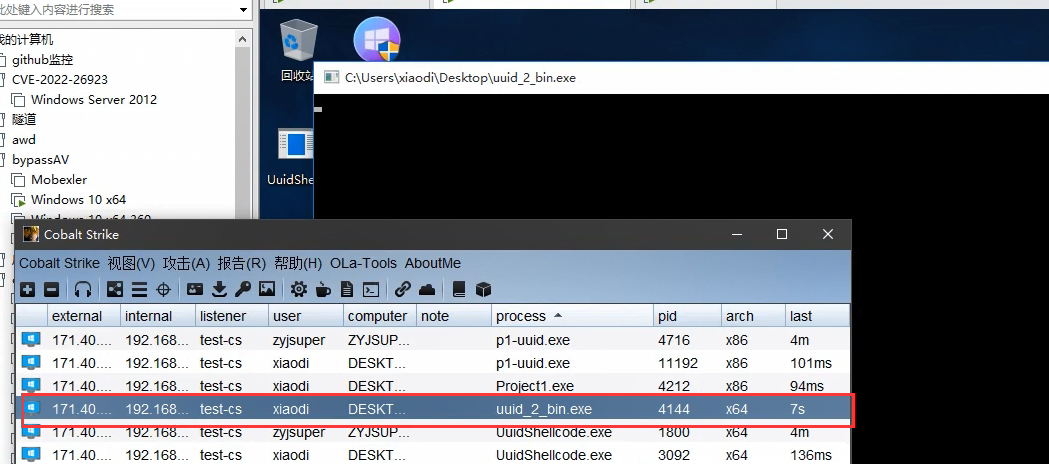 此处键入内容进行搜索
我的计算机
github监控
CVE-2022-26923
Windows Server 2012
隧道
awd
bypassAV
Mobexler
Windows 10 x64
Windows 10 x64 360
回收站
UuidShe
C:\Users\xiaodi\Desktop\uuid_2_bin.exe
Cobalt Strike
Cobalt Strike 视图(V) 攻击(A) 报告(R) 帮助(H) OLa-Tools AboutMe
external internal listener user computer note process pid arch last
171.40.... 192.168... test-cs zyjsuper ZYJSUP... p1-uuid.exe 4716 x86 4m
171.40.... 192.168... test-cs xiaodi DESKT... p1-uuid.exe 11192 x86 101ms
171.40.... 192.168... test-cs xiaodi DESKT... Project1.exe 4212 x86 94ms
171.40.... 192.168... test-cs xiaodi DESKT... uuid_2_bin.exe 4144 x64 7s
171.40.... 192.168... test-cs zyjsuper ZYJSUP... UuidShellcode.exe 1800 x64 4m
171.40.... 192.168... test-cs xiaodi DESKT... UuidShellcode.exe 3092 x64 136ms